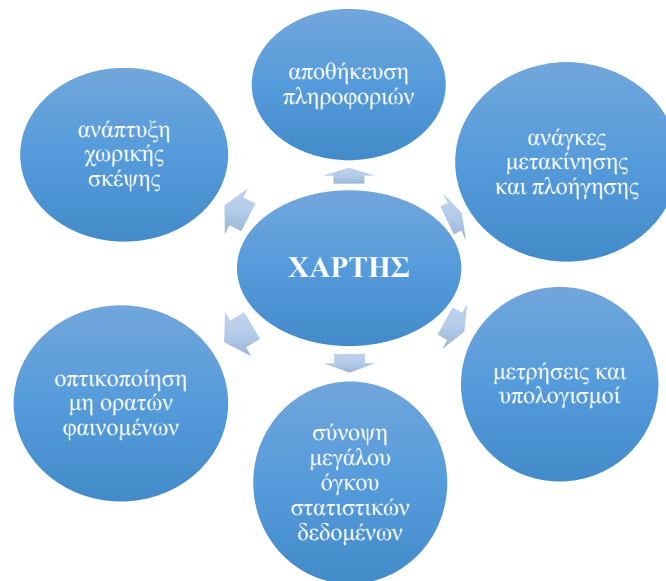 αποθήκευση
πληροφοριών
ανάγκες
μετακίνησης
και πλοήγησης
ανάπτυξη
χωρικής
σκέψης
ΧΑΡΤΗΣ
μετρήσεις και
υπολογισμοί
οπτικοποίηση
μη ορατών
φαινομένων
σύνοψη
μεγάλου
όγκου
στατιστικών
δεδομένων